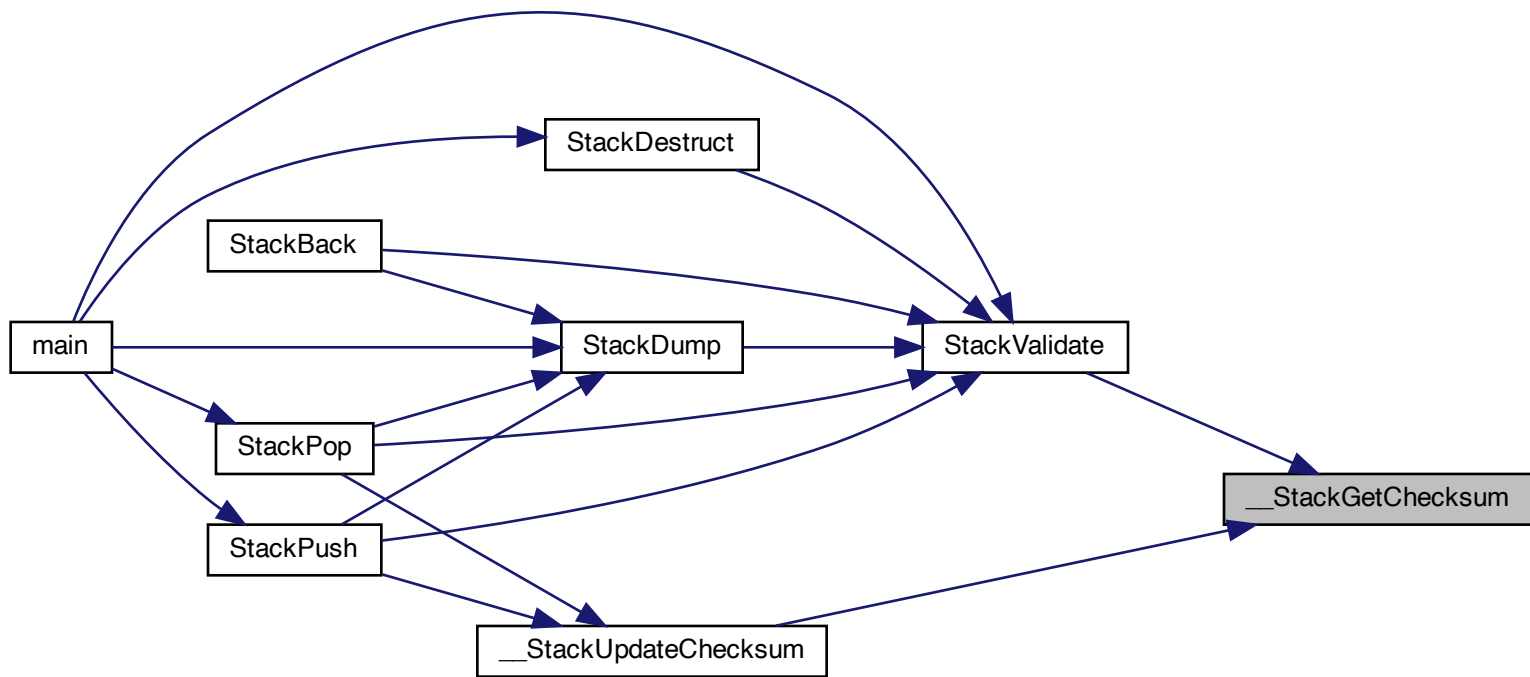 StackDestruct
StackBack
main
StackDump
StackValidate
StackPop
__StackGetChecksum
StackPush
__StackUpdateChecksum